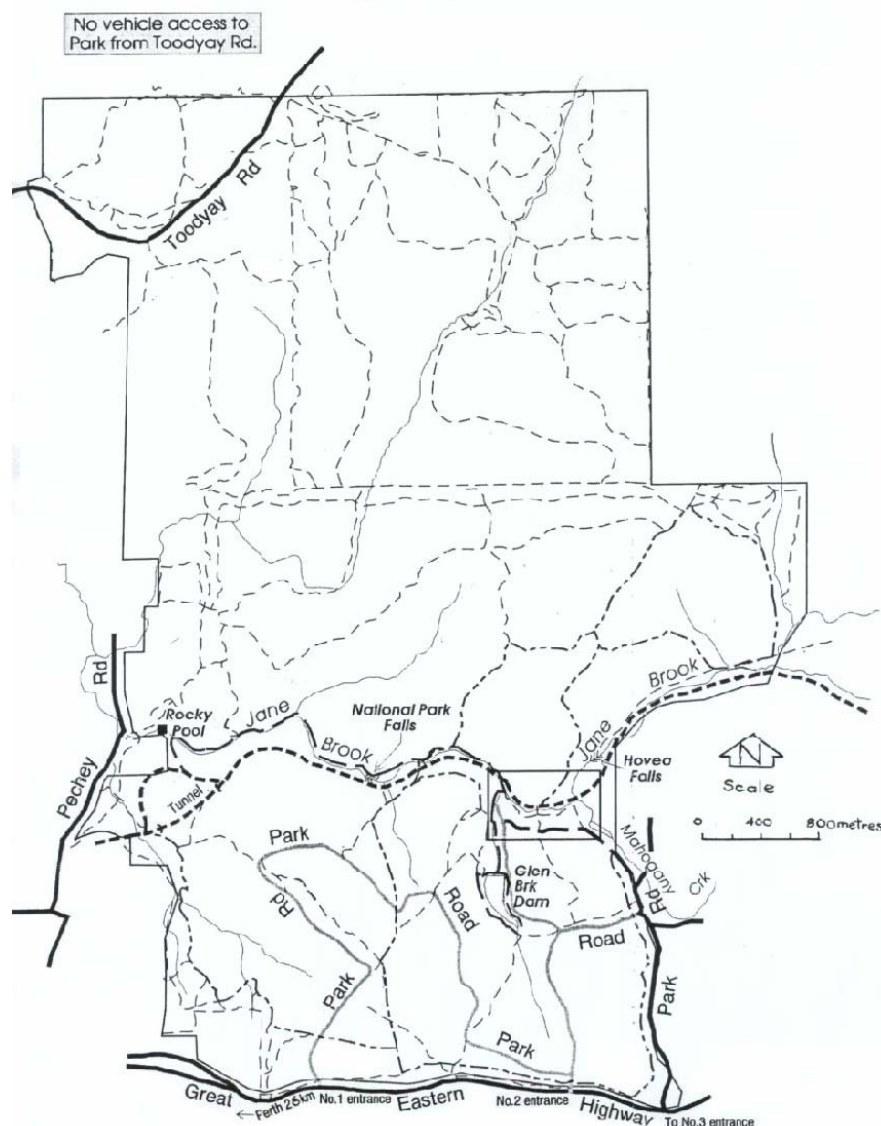 No vehicle access to
Park from Toodyay Rd.
Toodyay Rd
Rd
Pechey
Rocky
Pool
Jane
Brook
National Park
Falls
Brook
Jane
Hovea
Falls
N
Scale
0 400 800metres
Tunnel
Park
Rd
Park
Road
Glen
Brk
Dam
Mahogany
Crk
Rd
Road
Park
Park
Great
Eastern
Highway
← Perth 26km
No.1 entrance
No.2 entrance
To No.3 entrance